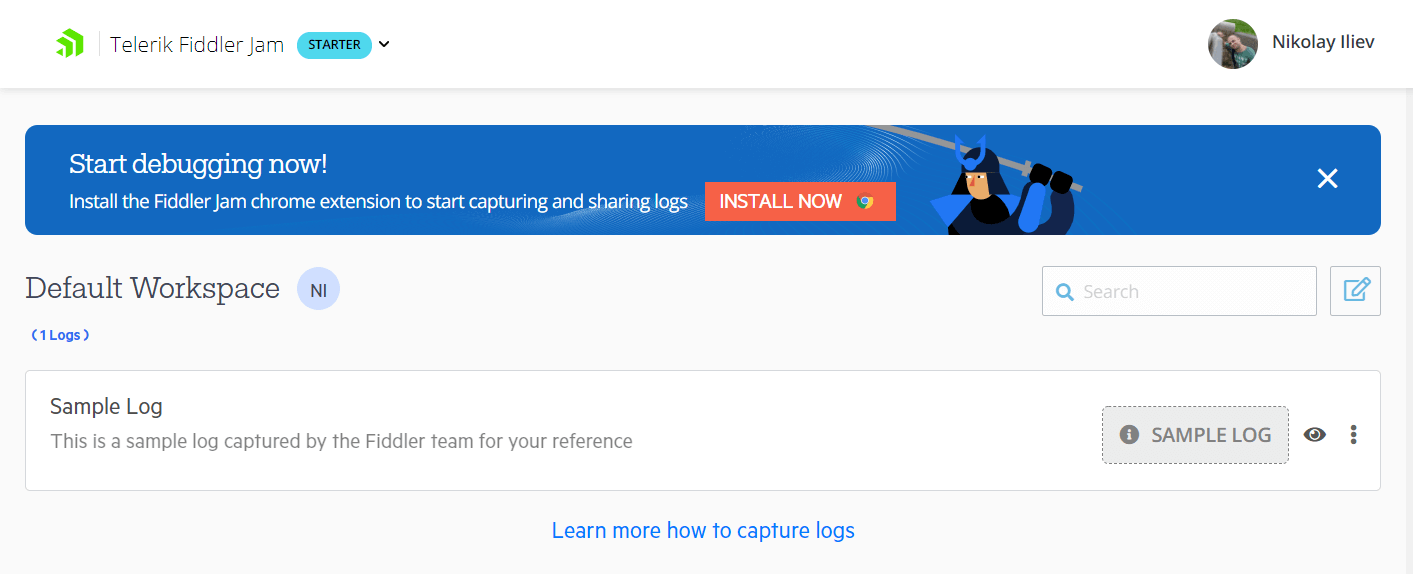 Telerik Fiddler Jam STARTER
Nikolay Iliev
Start debugging now!
Install the Fiddler Jam chrome extension to start capturing and sharing logs
INSTALL NOW
Default Workspace NI
Search
(1 Logs)
Sample Log
This is a sample log captured by the Fiddler team for your reference
SAMPLE LOG
Learn more how to capture logs